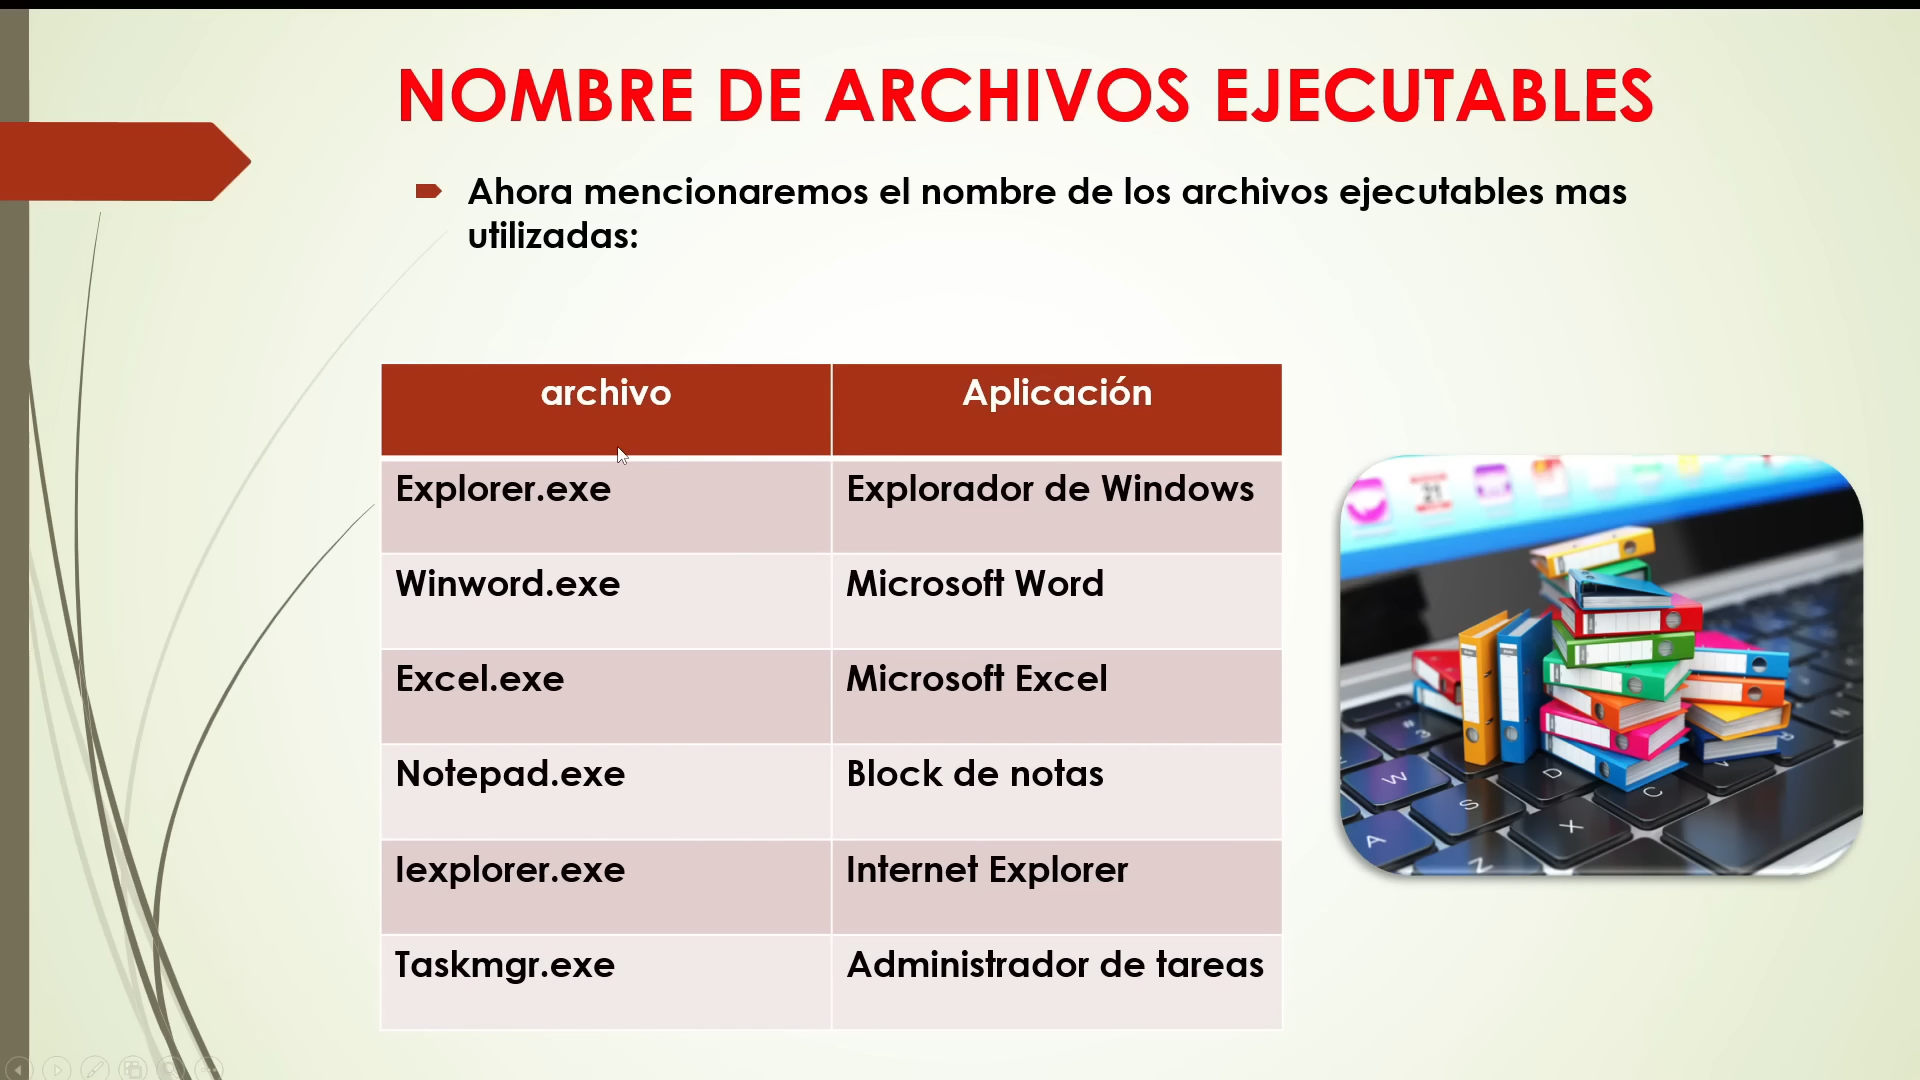 NOMBRE DE ARCHIVOS EJECUTABLES
Ahora mencionaremos el nombre de los archivos ejecutables mas
utilizadas:
archivo Aplicación
Explorer.exe Explorador de Windows
Winword.exe Microsoft Word
Excel.exe Microsoft Excel
Notepad.exe Block de notas
Iexplorer.exe Internet Explorer
Taskmgr.exe Administrador de tareas
21
3
W
D
S
C
X
A
Z
V
N